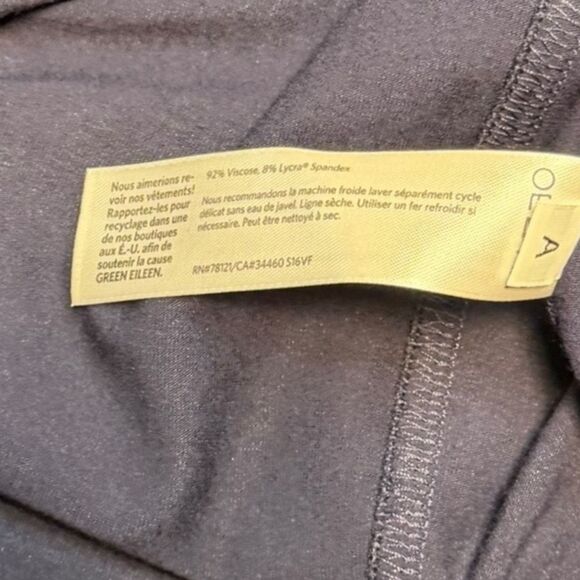 Nous aimerions re-
voir nos vêtements!
Rapportez-les pour
recyclage dans une
de nos boutiques
aux É.-U. afin de
soutenir la cause
GREEN EILEEN.
92% Viscose, 8% Lycra® Spandex
Nous recommandons la machine froide laver séparément cycle
délicat sans eau de javel. Ligne sèche. Utiliser un fer refroidir si
nécessaire. Peut être nettoyé à sec.
RN#78121/CA#34460 S16VF
A